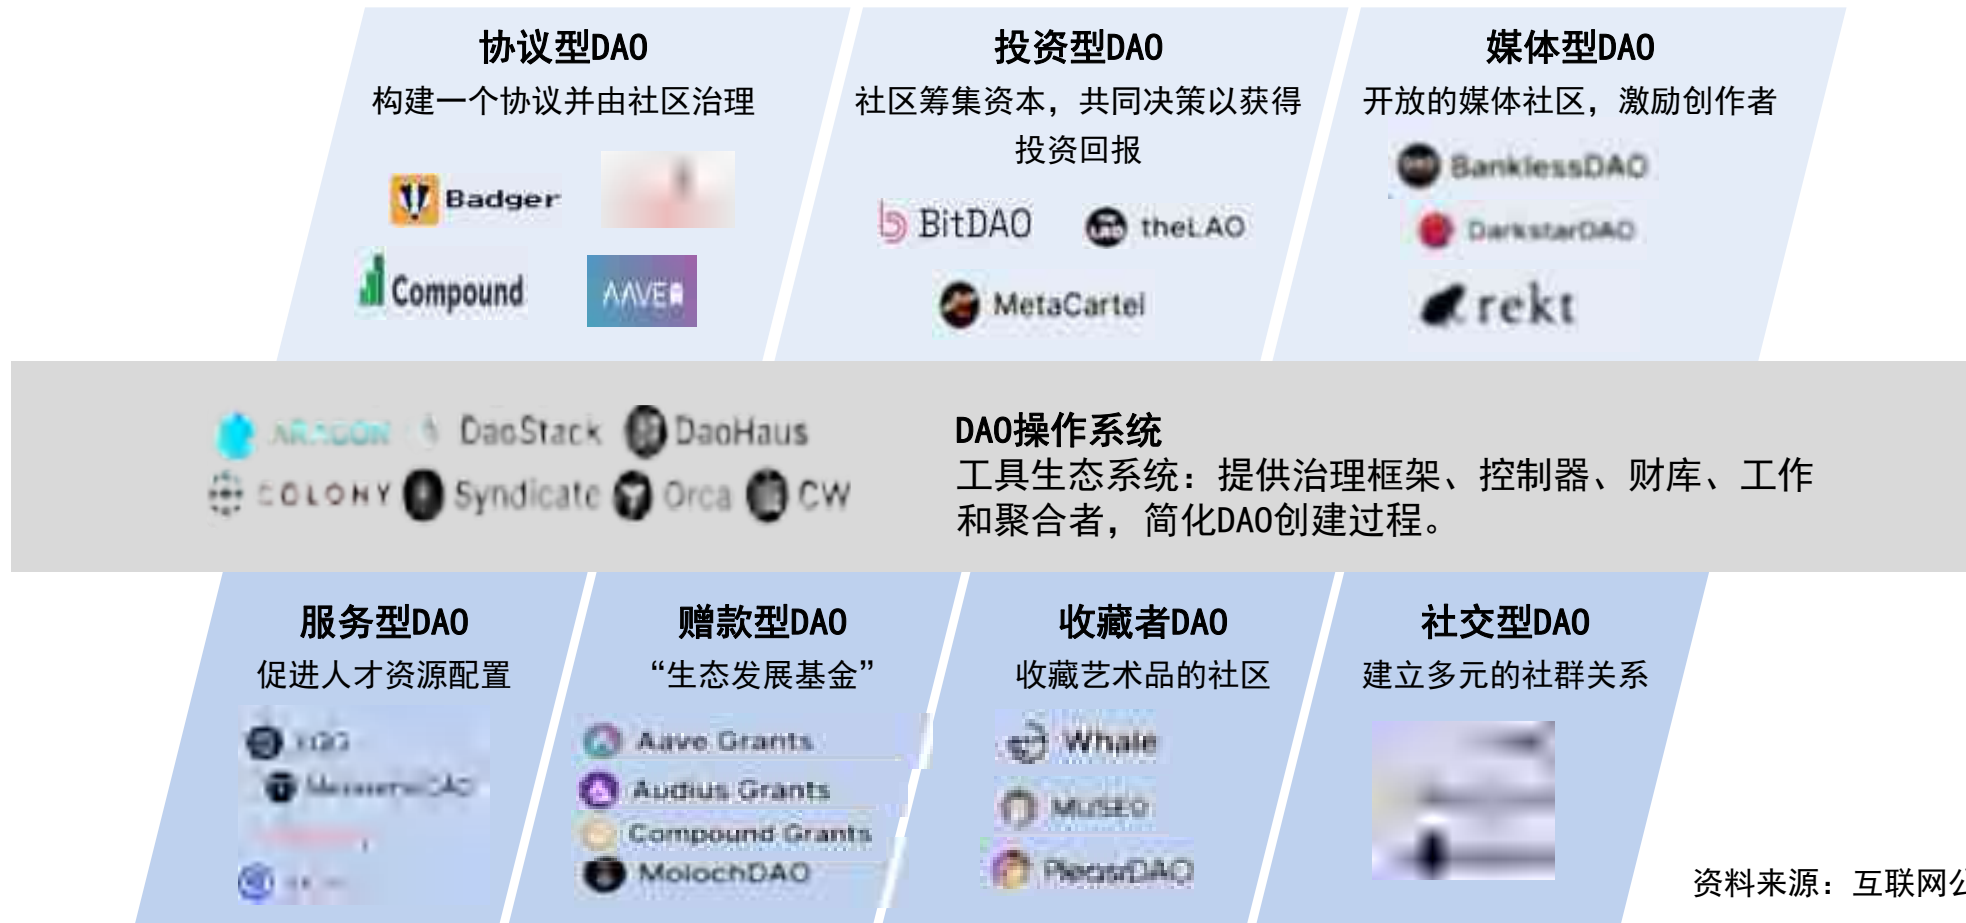 协议型DAO
构建一个协议并由社区治理
Badger
Compound
AAVE
投资型DAO
社区筹集资本，共同决策以获得
投资回报
BitDAO
theLAO
MetaCartel
媒体型DAO
开放的媒体社区，激励创作者
BanklessDAO
DarkstarDAO
rekt
ARAGON
DaoStack
DaoHaus
COLONY
Syndicate
Orca
CW
DAO操作系统
工具生态系统：提供治理框架、控制器、财库、工作
和聚合者，简化DAO创建过程。
服务型DAO
促进人才资源配置
赠款型DAO
“生态发展基金”
Aave Grants
Audius Grants
Compound Grants
MolochDAO
收藏者DAO
收藏艺术品的社区
Whale
MUSE0
PleasrDAO
社交型DAO
建立多元的社群关系
资料来源：互联网公